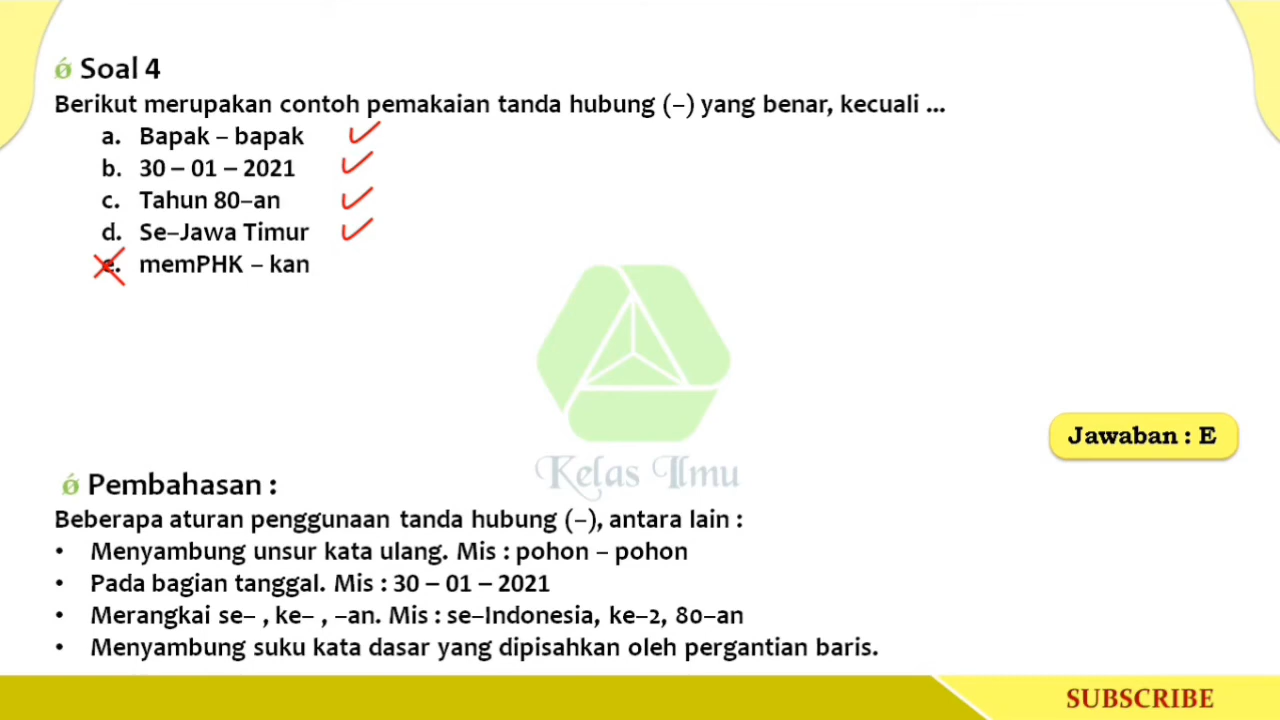 ǿ Soal 4
Berikut merupakan contoh pemakaian tanda hubung (–) yang benar, kecuali ...
a. Bapak – bapak
b. 30 – 01 – 2021
c. Tahun 80–an
d. Se–Jawa Timur
e. memPHK – kan
Jawaban : E
Kelas Ilmu
ǿ Pembahasan :
Beberapa aturan penggunaan tanda hubung (–), antara lain :
• Menyambung unsur kata ulang. Mis : pohon – pohon
• Pada bagian tanggal. Mis : 30 – 01 – 2021
• Merangkai se– , ke– , –an. Mis : se–Indonesia, ke–2, 80–an
• Menyambung suku kata dasar yang dipisahkan oleh pergantian baris.
SUBSCRIBE